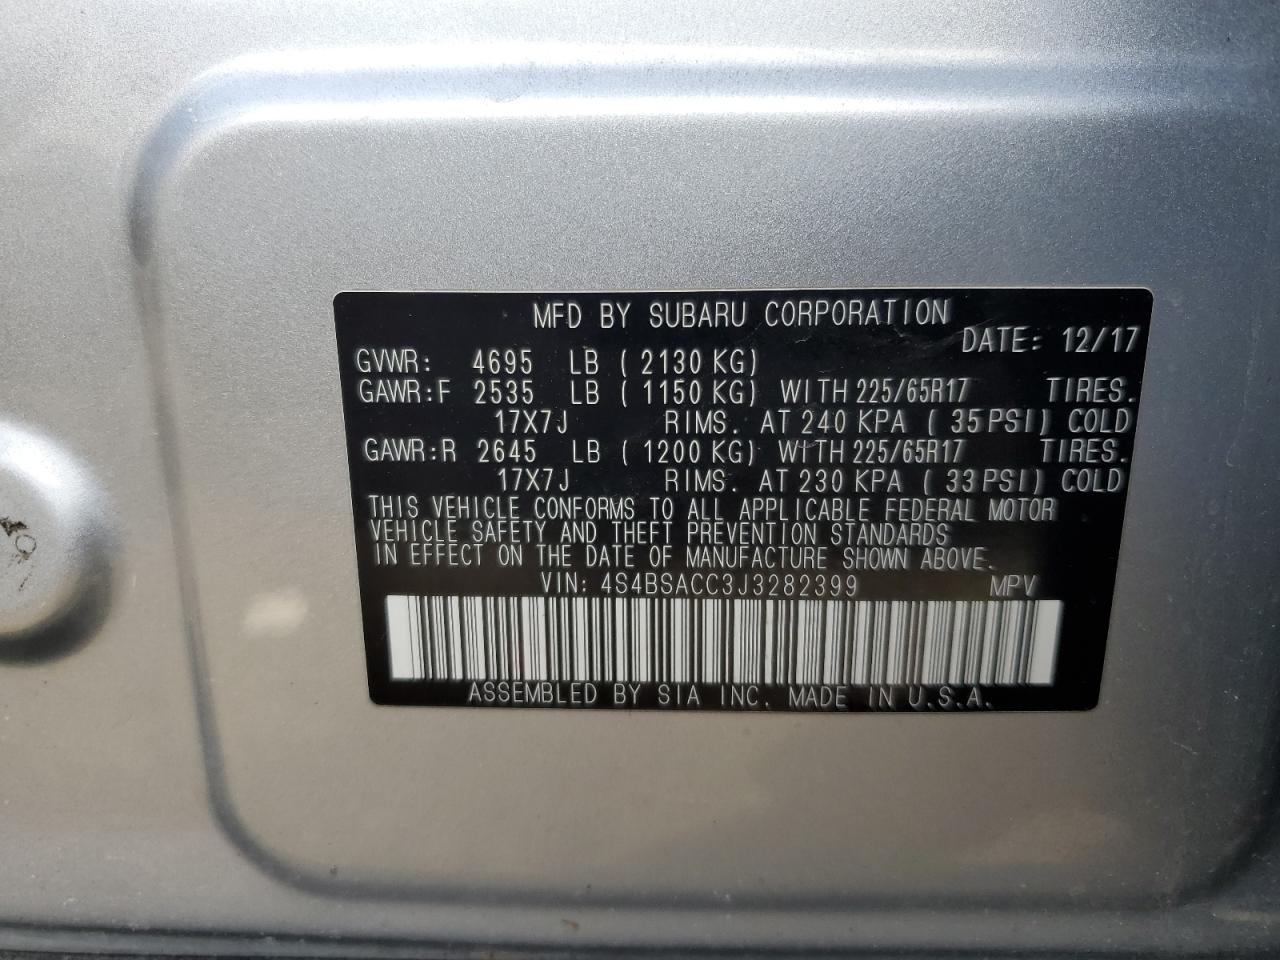 MFD BY SUBARU CORPORATION
DATE: 12/17
GVWR: 4695 LB ( 2130 KG)
GAWR:F 2535 LB ( 1150 KG) WITH 225/65R17 TIRES.
17X7J RIMS. AT 240 KPA ( 35 PSI) COLD
GAWR:R 2645 LB ( 1200 KG) WITH 225/65R17 TIRES.
17X7J RIMS. AT 230 KPA ( 33 PSI) COLD
THIS VEHICLE CONFORMS TO ALL APPLICABLE FEDERAL MOTOR
VEHICLE SAFETY AND THEFT PREVENTION STANDARDS
IN EFFECT ON THE DATE OF MANUFACTURE SHOWN ABOVE.
VIN: 4S4BSACC3J3282399 MPV
ASSEMBLED BY SIA INC. MADE IN U.S.A.